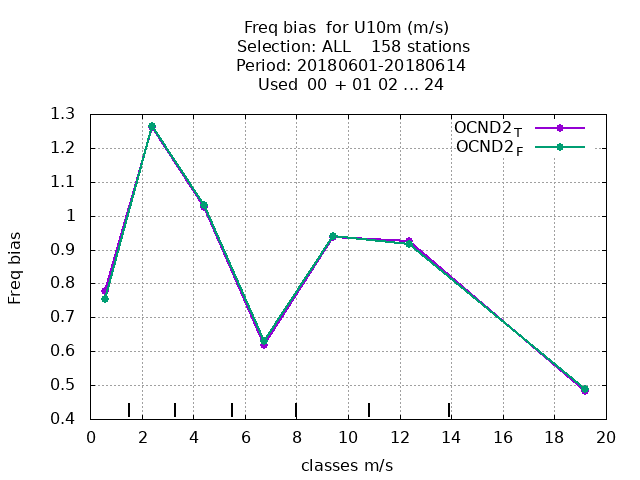 Freq bias  for U10m (m/s)
Selection: ALL    158 stations
Period: 20180601-20180614
Used  00  + 01 02 ... 24
OCND2T
OCND2F
1.3
1.2
1.1
1
0.9
0.8
0.7
0.6
0.5
0.4
Freq bias
0 2 4 6 8 10 12 14 16 18 20
classes m/s